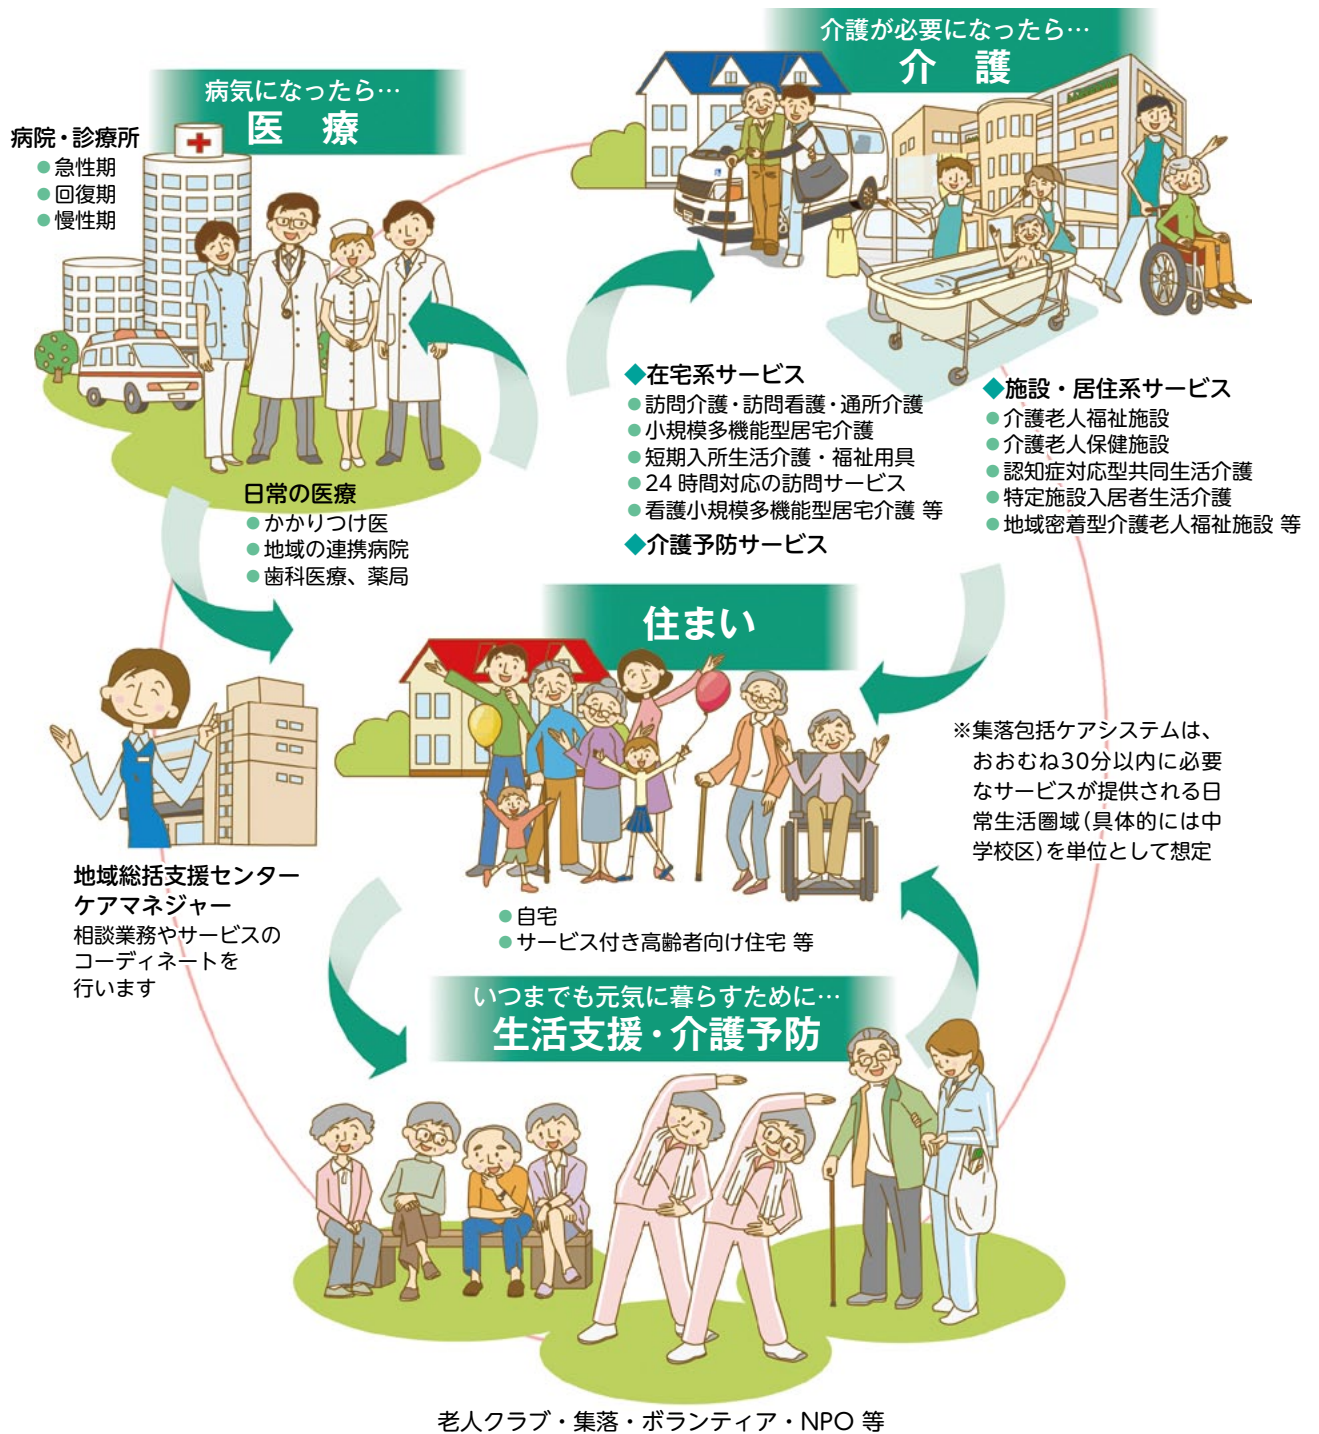 病気になったら…
医 療
病院・診療所
●急性期
●回復期
●慢性期
日常の医療
●かかりつけ医
●地域の連携病院
●歯科医療、薬局
介護が必要になったら…
介 護
◆在宅系サービス
●訪問介護・訪問看護・通所介護
●小規模多機能型居宅介護
●短期入所生活介護・福祉用具
●24時間対応の訪問サービス
●看護小規模多機能型居宅介護 等
◆介護予防サービス
◆施設・居住系サービス
●介護老人福祉施設
●介護老人保健施設
●認知症対応型共同生活介護
●特定施設入居者生活介護
●地域密着型介護老人福祉施設 等
住まい
●自宅
●サービス付き高齢者向け住宅 等
※集落包括ケアシステムは、
おおむね30分以内に必要
なサービスが提供される日
常生活圏域(具体的には中
学校区)を単位として想定
地域総括支援センター
ケアマネジャー
相談業務やサービスの
コーディネートを
行います
いつまでも元気に暮らすために…
生活支援・介護予防
老人クラブ・集落・ボランティア・NPO 等